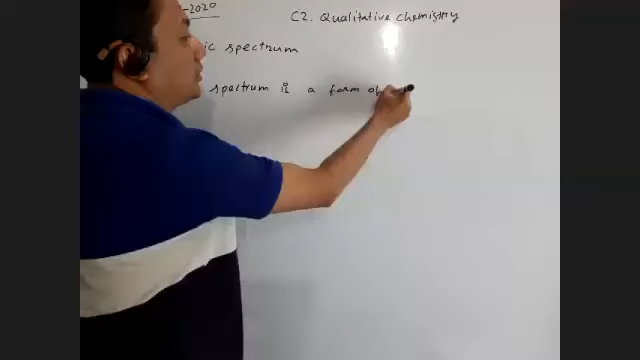 -2020
C2. Qualitative chemistry
ic spectrum
spectrum is a form of